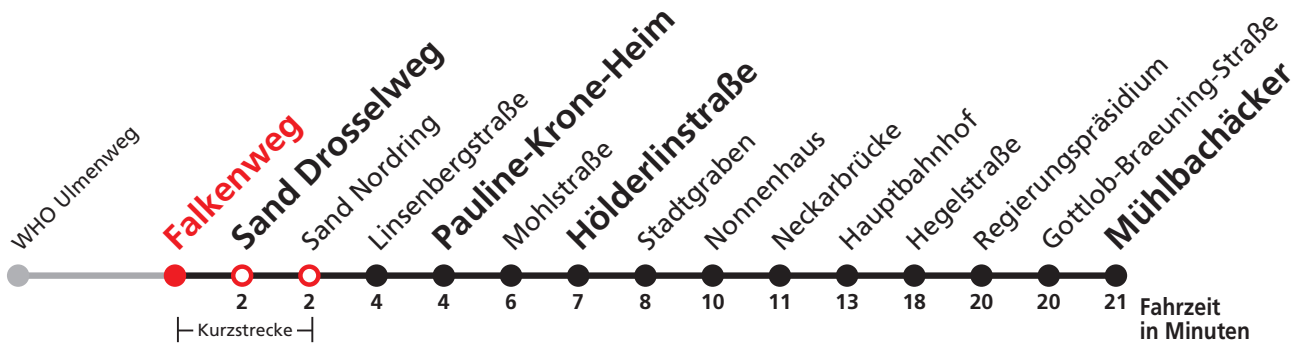 WHO Ulmenweg
Falkenweg
Sand Drosselweg
Sand Nordring
Linsenbergstraße
Pauline-Krone-Heim
Mohlstraße
Hölderlinstraße
Stadtgraben
Nonnenhaus
Neckarbrücke
Hauptbahnhof
Hegelstraße
Regierungspräsidium
Gottlob-Braeuning-Straße
Mühlbachäcker
2 2 4 4 6 7 8 10 11 13 18 20 20 21
Fahrzeit
in Minuten
Kurzstrecke